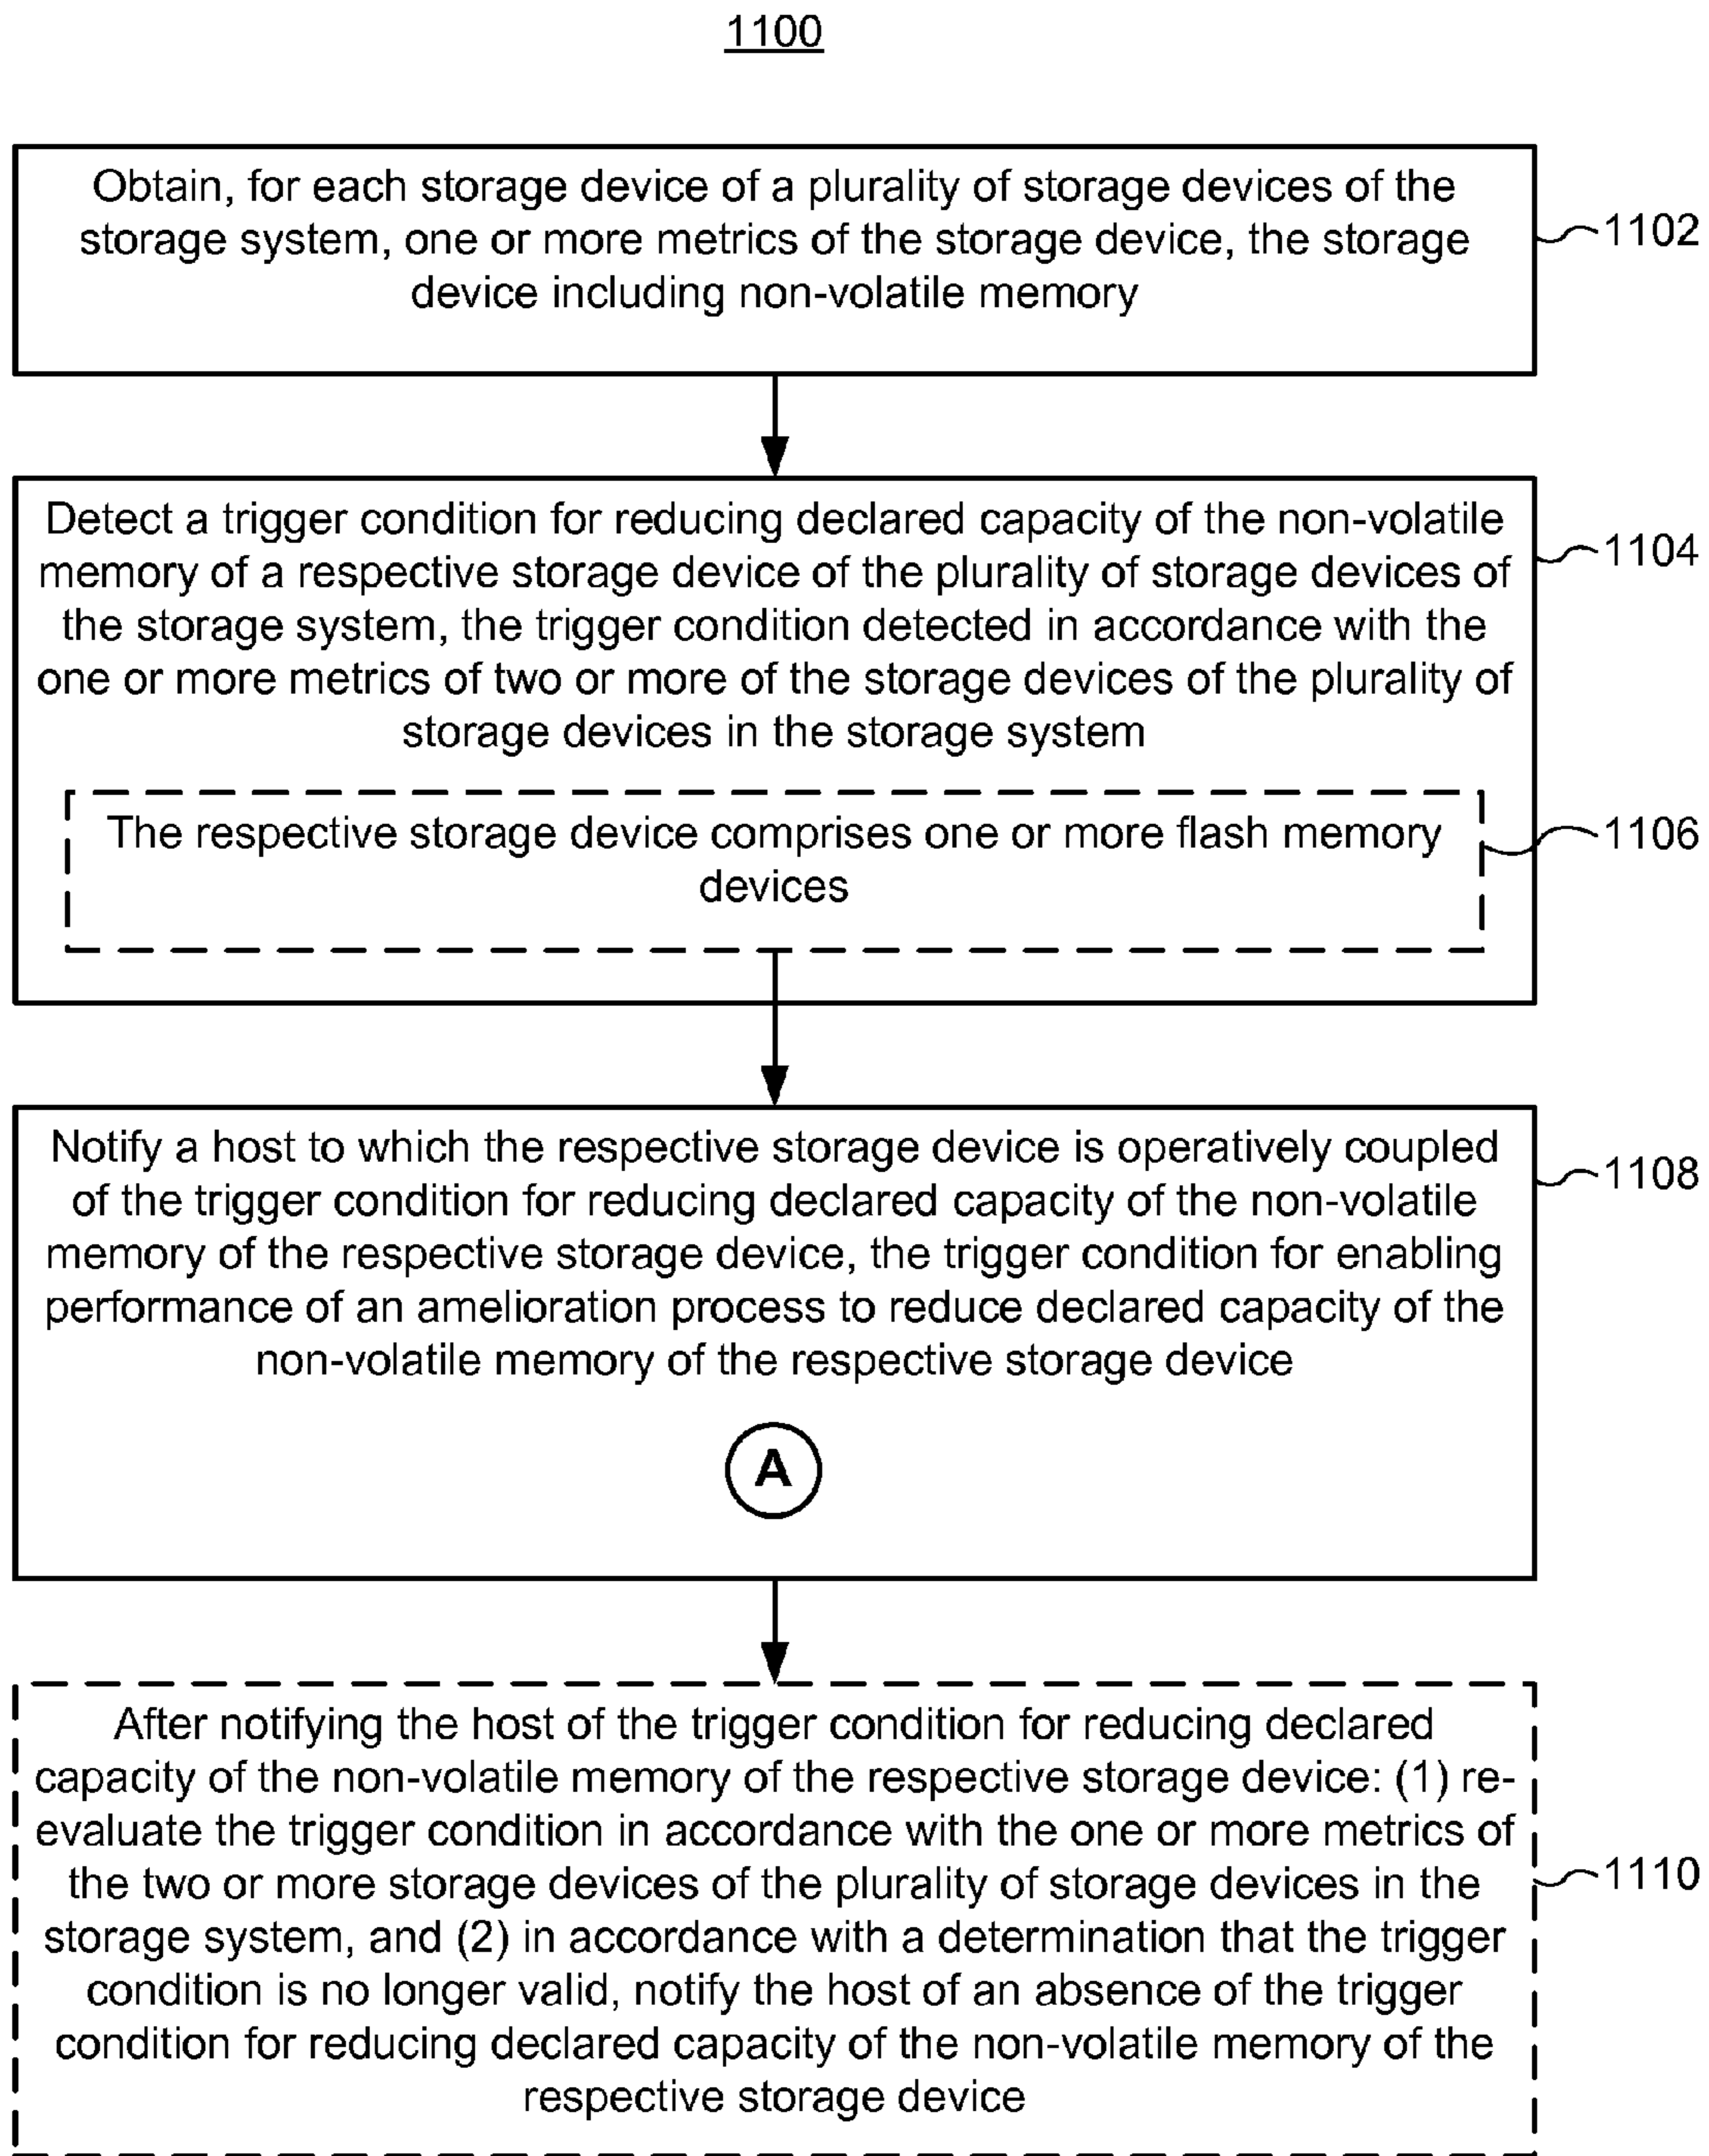 1100
Obtain, for each storage device of a plurality of storage devices of the
storage system, one or more metrics of the storage device, the storage
device including non-volatile memory
1102
Detect a trigger condition for reducing declared capacity of the non-volatile
memory of a respective storage device of the plurality of storage devices of
the storage system, the trigger condition detected in accordance with the
one or more metrics of two or more of the storage devices of the plurality of
storage devices in the storage system
1104
The respective storage device comprises one or more flash memory
devices
1106
Notify a host to which the respective storage device is operatively coupled
of the trigger condition for reducing declared capacity of the non-volatile
memory of the respective storage device, the trigger condition for enabling
performance of an amelioration process to reduce declared capacity of the
non-volatile memory of the respective storage device
1108
A
After notifying the host of the trigger condition for reducing declared
capacity of the non-volatile memory of the respective storage device: (1) re-
evaluate the trigger condition in accordance with the one or more metrics of
the two or more storage devices of the plurality of storage devices in the
storage system, and (2) in accordance with a determination that the trigger
condition is no longer valid, notify the host of an absence of the trigger
condition for reducing declared capacity of the non-volatile memory of the
respective storage device
1110